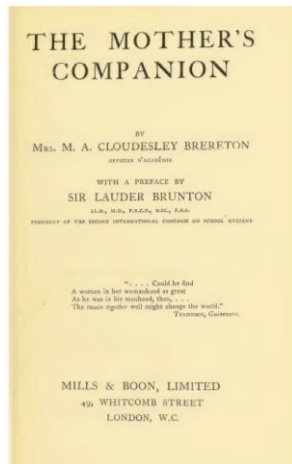 THE MOTHER'S
COMPANION
BY
MRS. M. A. CLOUDESLEY BRERETON
OFFICIER D'ACADÉMIE
WITH A PREFACE BY
SIR LAUDER BRUNTON
LL.D., M.D., F.R.C.P., D.SC., F.R.S.
PRESIDENT OF THE SECOND INTERNATIONAL CONGRESS ON SCHOOL HYGIENE
". . . . Could he find
A woman in her womanhood as great
As he was in his manhood, then, . . .
The twain together well might change the world."
TENNYSON, Guinevere.
MILLS & BOON, LIMITED
49, WHITCOMB STREET
LONDON, W.C.